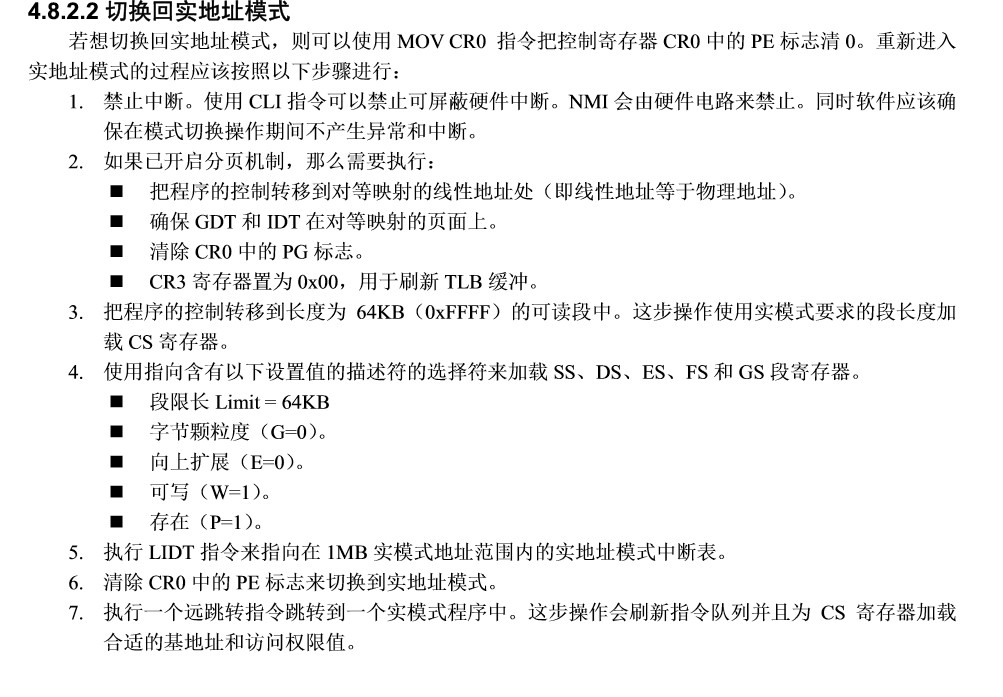 4.8.2.2 切换回实地址模式
若想切换回实地址模式，则可以使用 MOV CR0 指令把控制寄存器 CR0 中的 PE 标志清 0。重新进入
实地址模式的过程应该按照以下步骤进行：
1. 禁止中断。使用 CLI 指令可以禁止可屏蔽硬件中断。NMI 会由硬件电路来禁止。同时软件应该确
保在模式切换操作期间不产生异常和中断。
2. 如果已开启分页机制，那么需要执行：
■ 把程序的控制转移到对等映射的线性地址处（即线性地址等于物理地址）。
■ 确保 GDT 和 IDT 在对等映射的页面上。
■ 清除 CR0 中的 PG 标志。
■ CR3 寄存器置为 0x00，用于刷新 TLB 缓冲。
3. 把程序的控制转移到长度为 64KB（0xFFFF）的可读段中。这步操作使用实模式要求的段长度加
载 CS 寄存器。
4. 使用指向含有以下设置值的描述符的选择符来加载 SS、DS、ES、FS 和 GS 段寄存器。
■ 段限长 Limit = 64KB
■ 字节颗粒度（G=0）。
■ 向上扩展（E=0）。
■ 可写（W=1）。
■ 存在（P=1）。
5. 执行 LIDT 指令来指向在 1MB 实模式地址范围内的实地址模式中断表。
6. 清除 CR0 中的 PE 标志来切换到实地址模式。
7. 执行一个远跳转指令跳转到一个实模式程序中。这步操作会刷新指令队列并且为 CS 寄存器加载
合适的基地址和访问权限值。